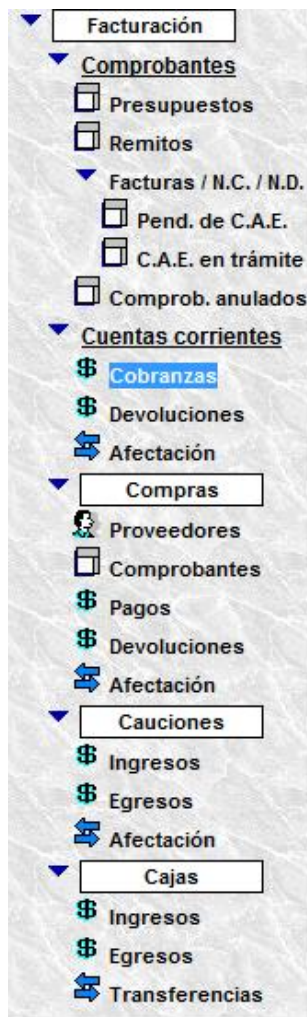 Facturación
Comprobantes
Presupuestos
Remitos
Facturas / N.C. / N.D.
Pend. de C.A.E.
C.A.E. en trámite
Comprob. anulados
Cuentas corrientes
Cobranzas
Devoluciones
Afectación
Compras
Proveedores
Comprobantes
Pagos
Devoluciones
Afectación
Cauciones
Ingresos
Egresos
Afectación
Cajas
Ingresos
Egresos
Transferencias